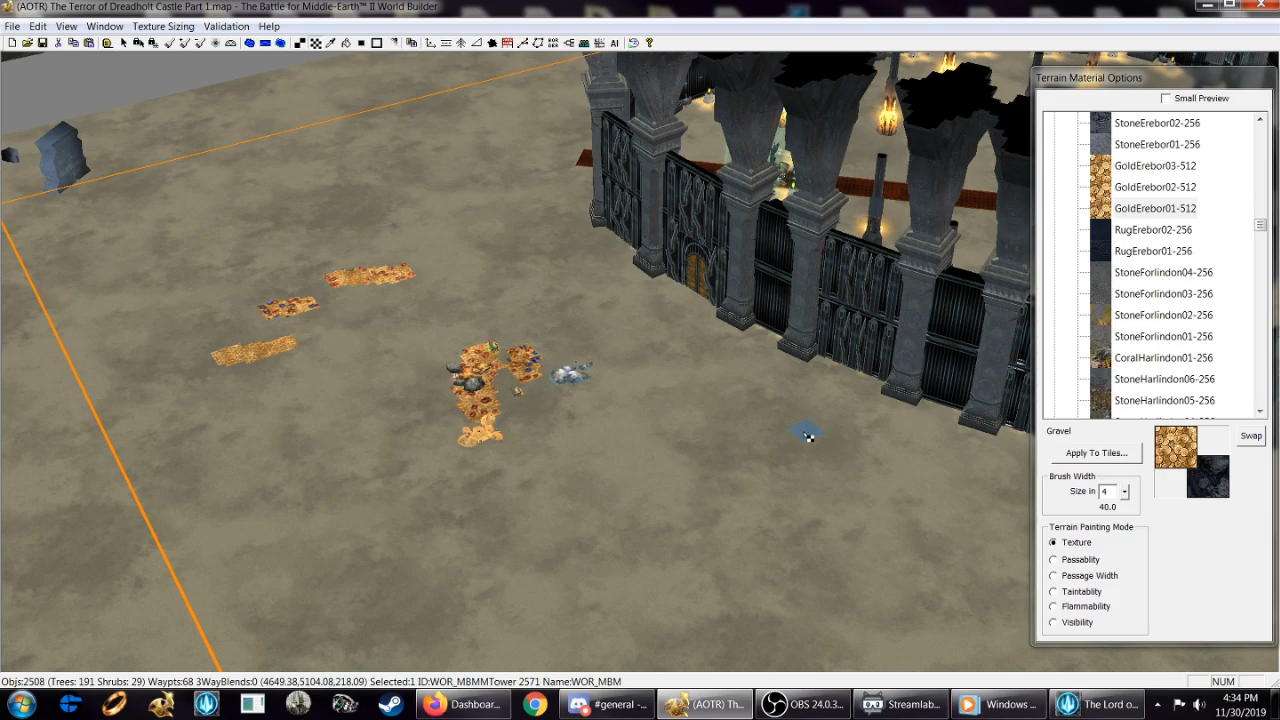 (AOTR) The Terror of Dreadholt Castle Part 1.map - The Battle for Middle-Earth™ II World Builder
File Edit View Window Texture Sizing Validation Help
AI
Terrain Material Options
Small Preview
StoneErebor02-256
StoneErebor01-256
GoldErebor03-512
GoldErebor02-512
GoldErebor01-512
RugErebor02-256
RugErebor01-256
StoneForlindon04-256
StoneForlindon03-256
StoneForlindon02-256
StoneForlindon01-256
CoralHarlindon01-256
StoneHarlindon06-256
StoneHarlindon05-256
Gravel
Swap
Apply To Tiles...
Brush Width
Size in 4
40.0
Terrain Painting Mode
Texture
Passablity
Passage Width
Taintablity
Flammability
Visibility
Objs:2508 (Trees: 191 Shrubs: 29) Waypts:68 3WayBlends:0 (4649.38,5104.08,218.09) Selected:1 ID:WOR_MBMMTower 2571 Name:WOR_MBM
NUM
Dashboar...
#general -...
(AOTR) Th...
OBS 24.0.3...
Streamlab...
Windows ...
The Lord o...
4:34 PM
11/30/2019